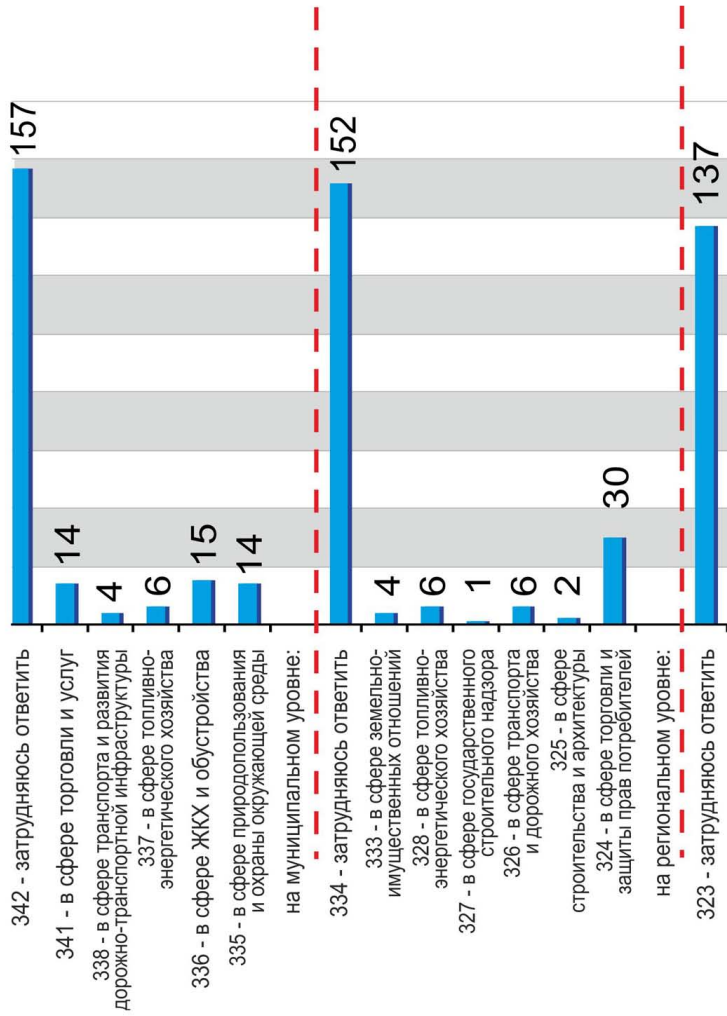 342 - затрудняюсь ответить
157
341 - в сфере торговли и услуг
14
338 - в сфере транспорта и развития
дорожно-транспортной инфраструктуры
4
337 - в сфере топливно-
энергетического хозяйства
6
336 - в сфере ЖКХ и обустройства
15
335 - в сфере природопользования
и охраны окружающей среды
14
на муниципальном уровне:
334 - затрудняюсь ответить
152
333 - в сфере земельно-
имущественных отношений
4
328 - в сфере топливно-
энергетического хозяйства
6
327 - в сфере государственного
строительного надзора
1
326 - в сфере транспорта
и дорожного хозяйства
6
325 - в сфере
строительства и архитектуры
2
324 - в сфере торговли и
защиты прав потребителей
30
на региональном уровне:
323 - затрудняюсь ответить
137